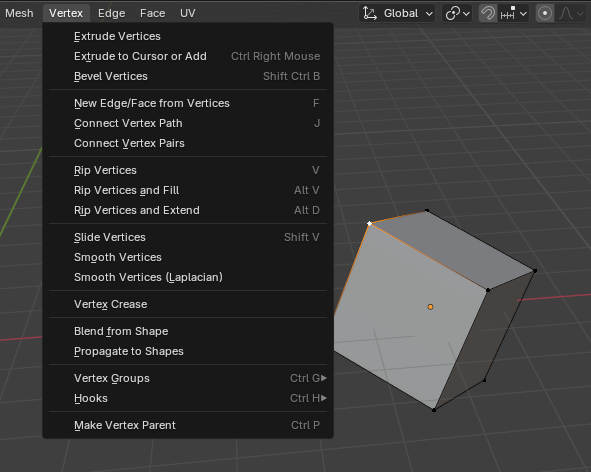 Mesh Vertex Edge Face UV Global
Extrude Vertices
Extrude to Cursor or Add Ctrl Right Mouse
Bevel Vertices Shift Ctrl B
New Edge/Face from Vertices F
Connect Vertex Path J
Connect Vertex Pairs
Rip Vertices V
Rip Vertices and Fill Alt V
Rip Vertices and Extend Alt D
Slide Vertices Shift V
Smooth Vertices
Smooth Vertices (Laplacian)
Vertex Crease
Blend from Shape
Propagate to Shapes
Vertex Groups Ctrl G
Hooks Ctrl H
Make Vertex Parent Ctrl P